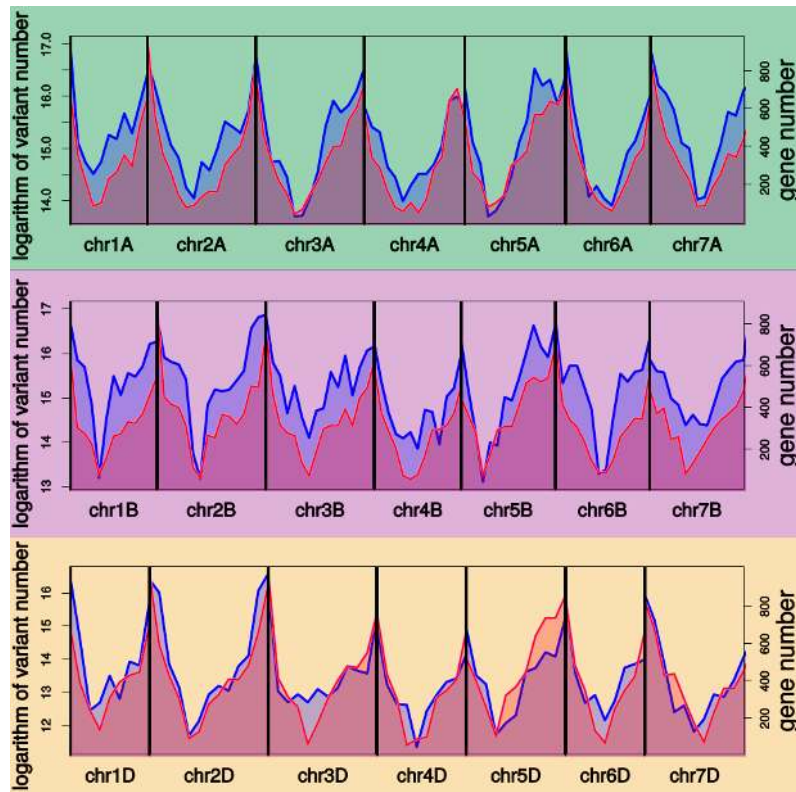 logarithm of variant number
17.0
16.0
15.0
14.0
800
600
400
200
gene number
chr1A chr2A chr3A chr4A chr5A chr6A chr7A
logarithm of variant number
17
16
15
14
13
800
600
400
200
gene number
chr1B chr2B chr3B chr4B chr5B chr6B chr7B
logarithm of variant number
16
15
14
13
12
800
600
400
200
gene number
chr1D chr2D chr3D chr4D chr5D chr6D chr7D